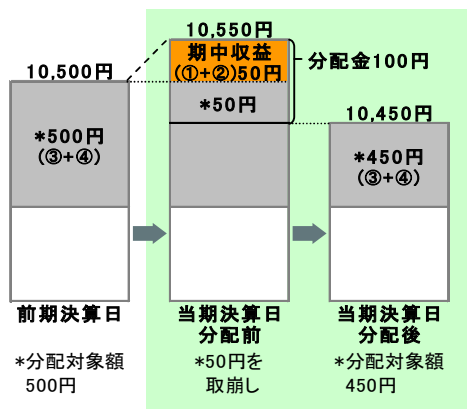 10,550円
期中収益
(①+②)50円
分配金100円
10,500円
*50円
10,450円
*500円
(③+④)
*450円
(③+④)
前期決算日
当期決算日
分配前
当期決算日
分配後
*分配対象額
500円
*50円を
取崩し
*分配対象額
450円